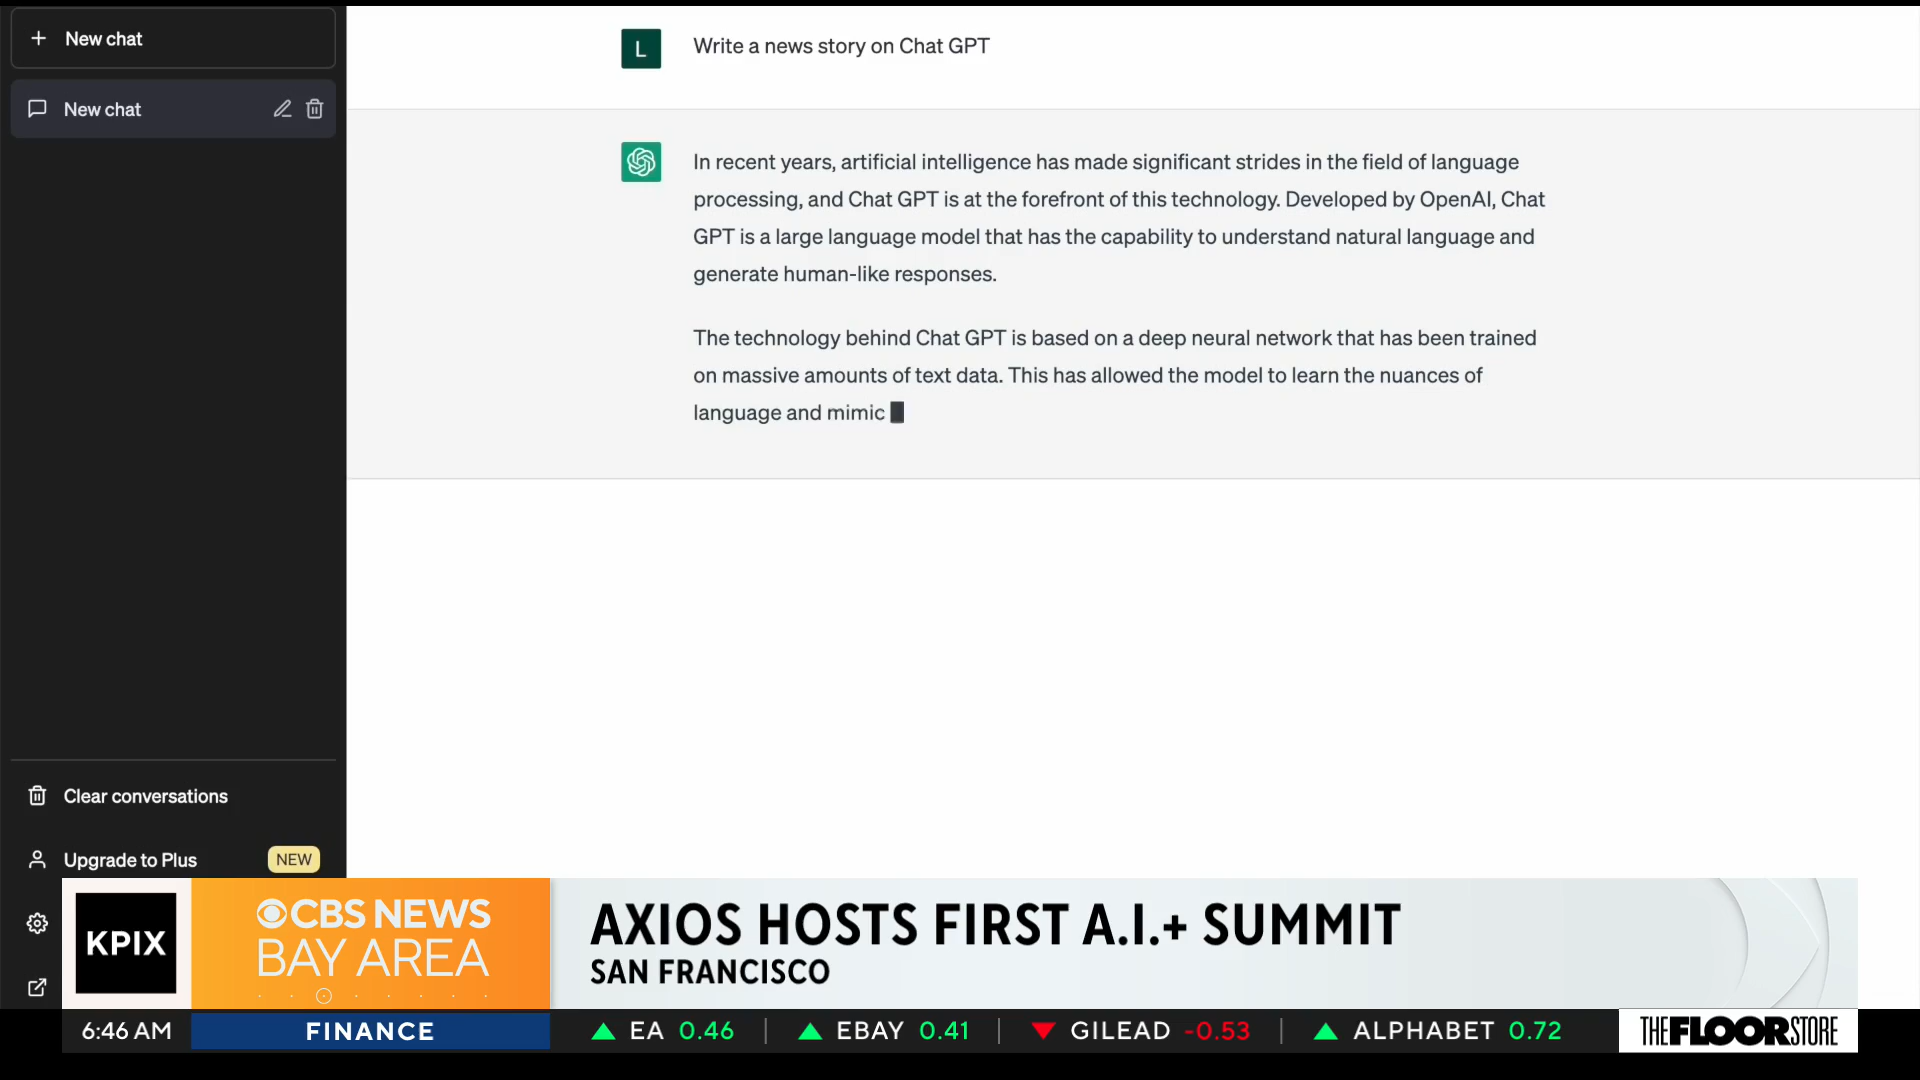 New chat
New chat
L
Write a news story on Chat GPT
In recent years, artificial intelligence has made significant strides in the field of language
processing, and Chat GPT is at the forefront of this technology. Developed by OpenAI, Chat
GPT is a large language model that has the capability to understand natural language and
generate human-like responses.
The technology behind Chat GPT is based on a deep neural network that has been trained
on massive amounts of text data. This has allowed the model to learn the nuances of
language and mimic
Clear conversations
Upgrade to Plus NEW
KPIX
CBS NEWS
BAY AREA
AXIOS HOSTS FIRST A.I.+ SUMMIT
SAN FRANCISCO
6:46 AM FINANCE EA 0.46 | EBAY 0.41 | GILEAD -0.53 | ALPHABET 0.72 THE FLOOR STORE